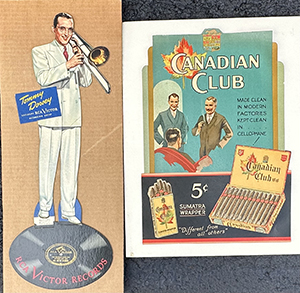 Tommy
Dorsey
RCA VICTOR
RCA VICTOR RECORDS
CANADIAN
CLUB
MADE CLEAN
IN MODERN
FACTORIES
KEPT CLEAN
IN
CELLOPHANE
5¢
SUMATRA
WRAPPER
"Different from
all others"
Canadian
Club